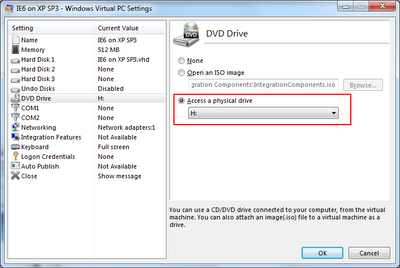 IE6 on XP SP3 - Windows Virtual PC Settings
Setting Current Value
Name IE6 on XP SP3
Memory 512 MB
Hard Disk 1 IE6 on XP SP3.vhd
Hard Disk 2 None
Hard Disk 3 None
Undo Disks Disabled
DVD Drive H:
COM1 None
COM2 None
Networking Network adapters:1
Integration Features Not Available
Keyboard Full screen
Logon Credentials None
Auto Publish Not Available
Close Show message
DVD
DVD Drive
None
Open an ISO image
gration Components\IntegrationComponents.iso
Browse...
Access a physical drive
H:
You can use a CD/DVD drive connected to your computer, from the virtual
machine. You can also attach an image(.iso) file to a virtual machine as a
drive.
OK Cancel